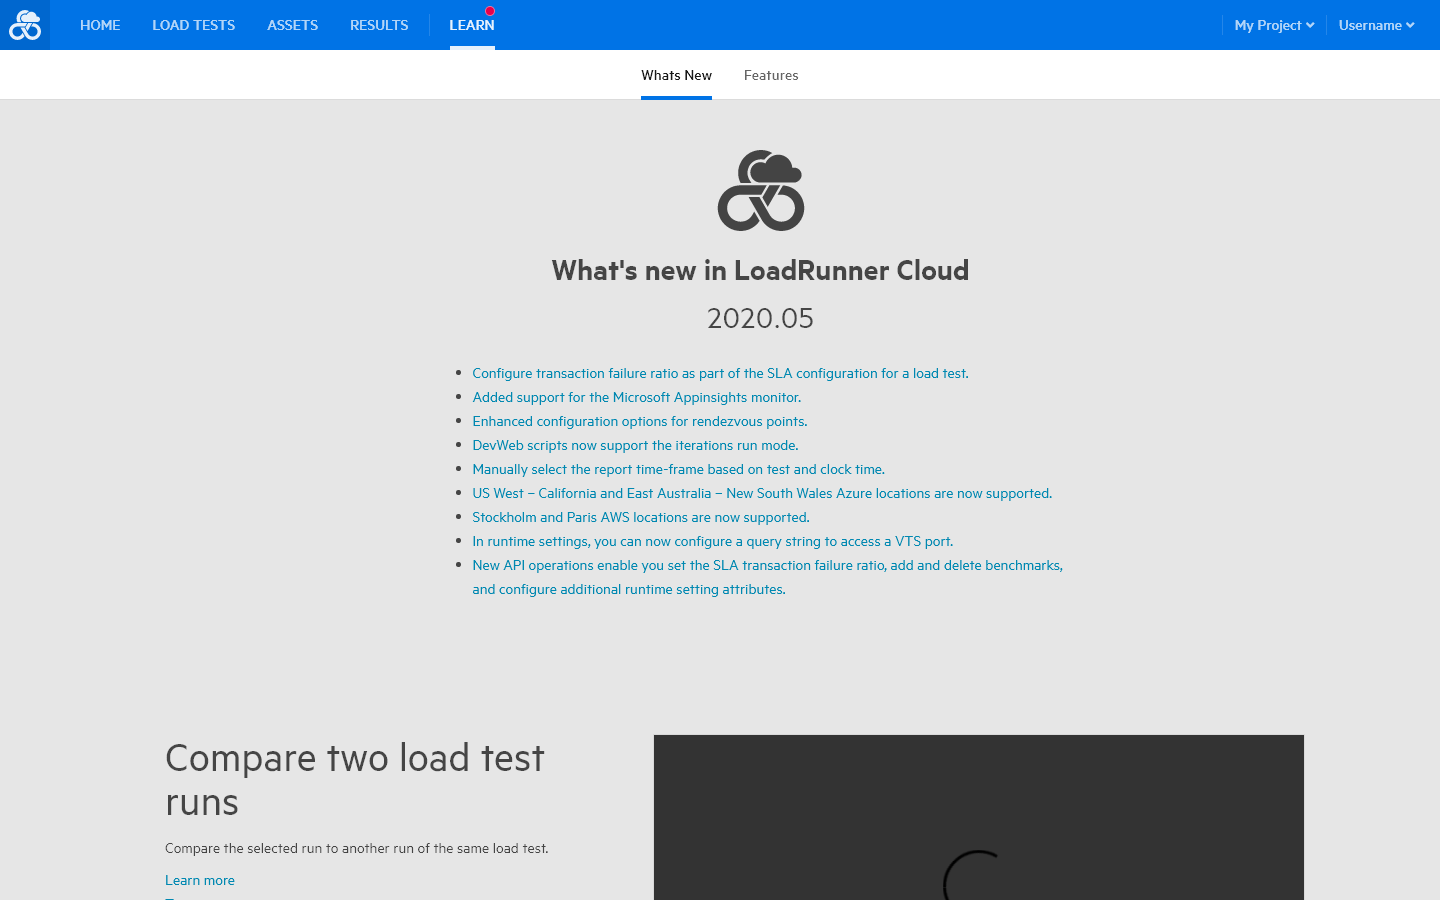 HOME LOAD TESTS ASSETS RESULTS LEARN My Project Username
Whats New Features
What's new in LoadRunner Cloud
2020.05
Configure transaction failure ratio as part of the SLA configuration for a load test.
Added support for the Microsoft Appinsights monitor.
Enhanced configuration options for rendezvous points.
DevWeb scripts now support the iterations run mode.
Manually select the report time-frame based on test and clock time.
US West – California and East Australia – New South Wales Azure locations are now supported.
Stockholm and Paris AWS locations are now supported.
In runtime settings, you can now configure a query string to access a VTS port.
New API operations enable you set the SLA transaction failure ratio, add and delete benchmarks,
and configure additional runtime setting attributes.
Compare two load test
runs
Compare the selected run to another run of the same load test.
Learn more